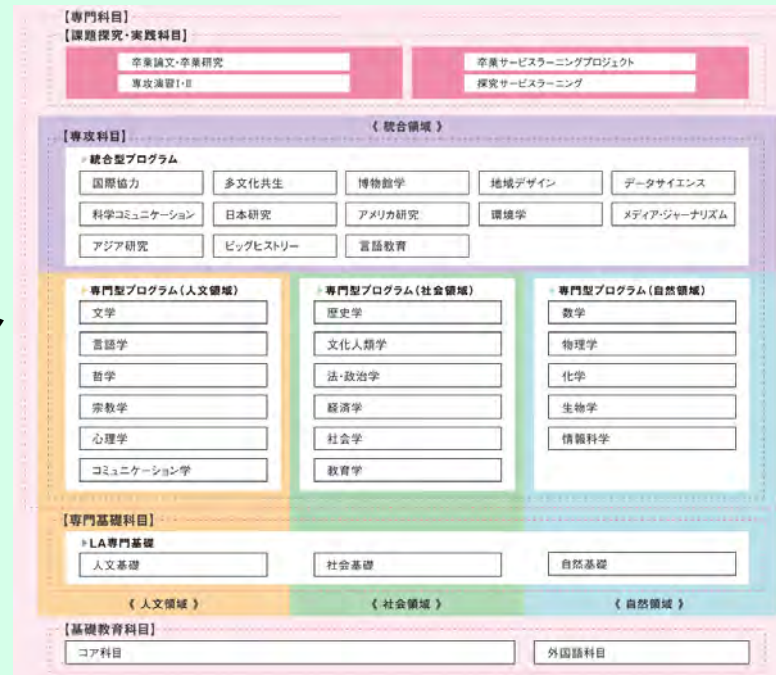 【専門科目】
【課題探究・実践科目】
卒業論文・卒業研究
専攻演習I・II
卒業サービスラーニングプロジェクト
探究サービスラーニング
《 統合領域 》
【専攻科目】
統合型プログラム
国際協力 多文化共生 博物館学 地域デザイン データサイエンス
科学コミュニケーション 日本研究 アメリカ研究 環境学 メディア・ジャーナリズム
アジア研究 ビッグヒストリー 言語教育
専門型プログラム(人文領域)
文学
言語学
哲学
宗教学
心理学
コミュニケーション学
専門型プログラム(社会領域)
歴史学
文化人類学
法・政治学
経済学
社会学
教育学
専門型プログラム(自然領域)
数学
物理学
化学
生物学
情報科学
【専門基礎科目】
LA専門基礎
人文基礎 社会基礎 自然基礎
《 人文領域 》 《 社会領域 》 《 自然領域 》
【基礎教育科目】
コア科目 外国語科目